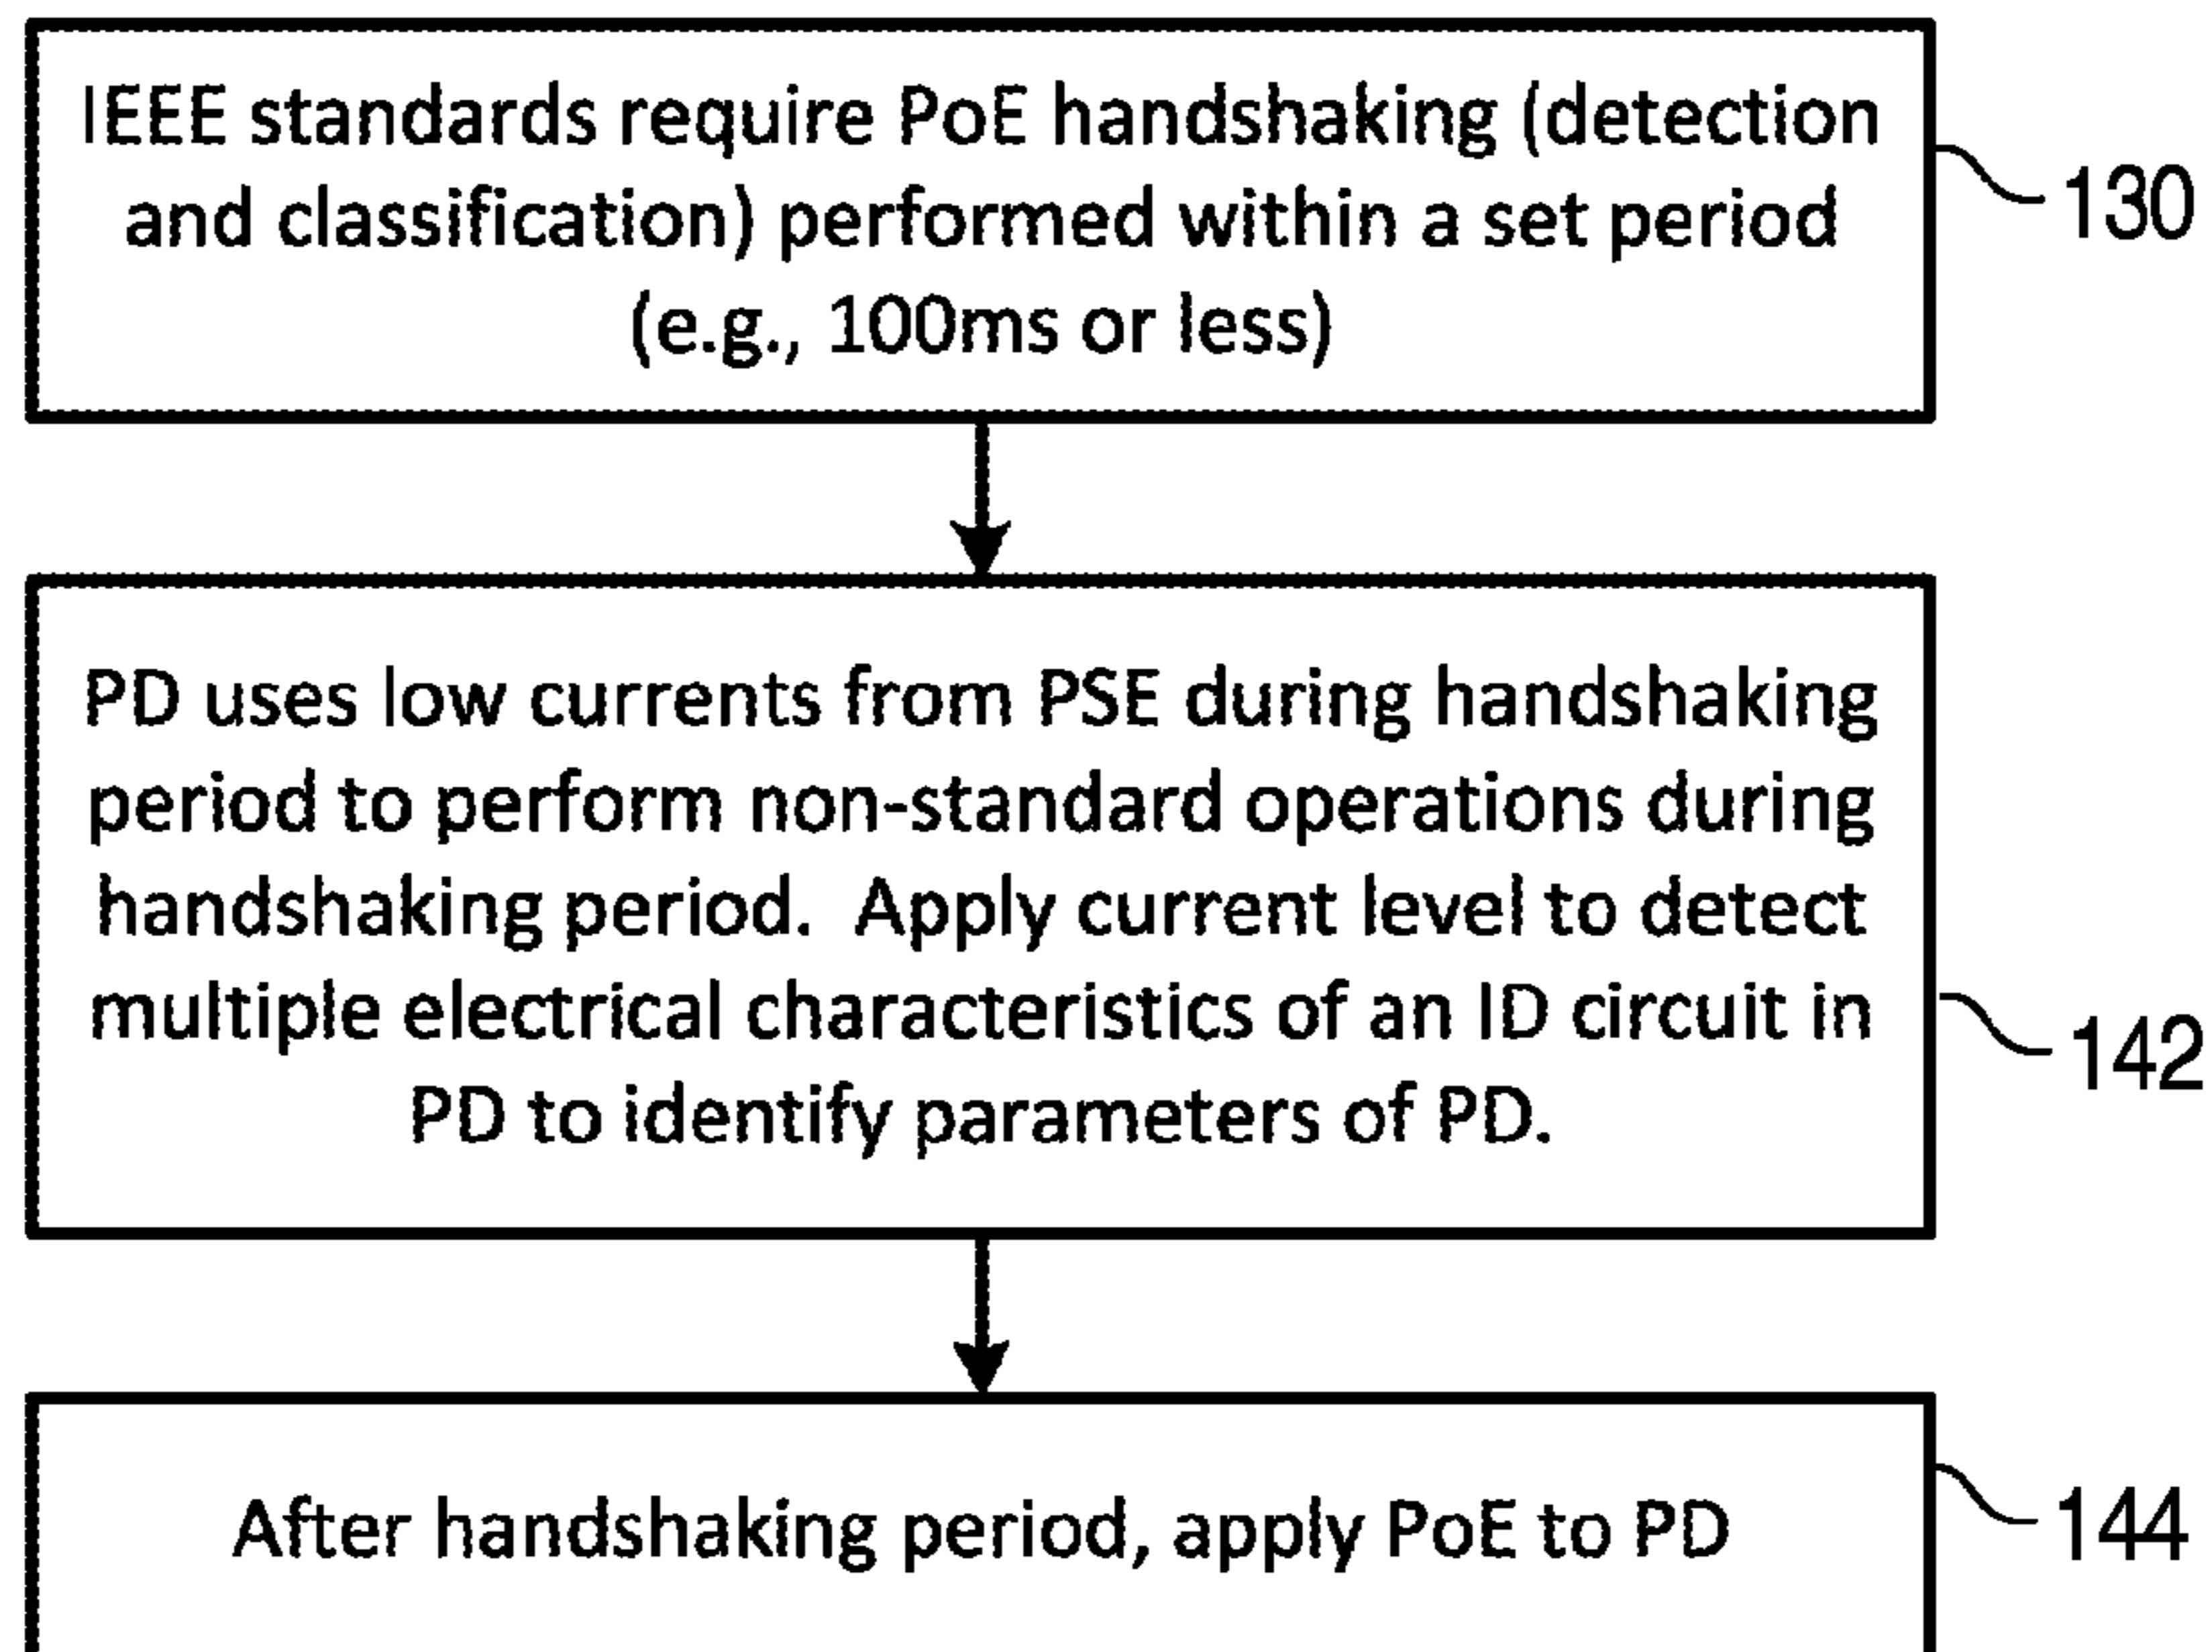 IEEE standards require PoE handshaking (detection
and classification) performed within a set period
(e.g., 100ms or less)
130
PD uses low currents from PSE during handshaking
period to perform non-standard operations during
handshaking period.  Apply current level to detect
multiple electrical characteristics of an ID circuit in
PD to identify parameters of PD.
142
After handshaking period, apply PoE to PD
144